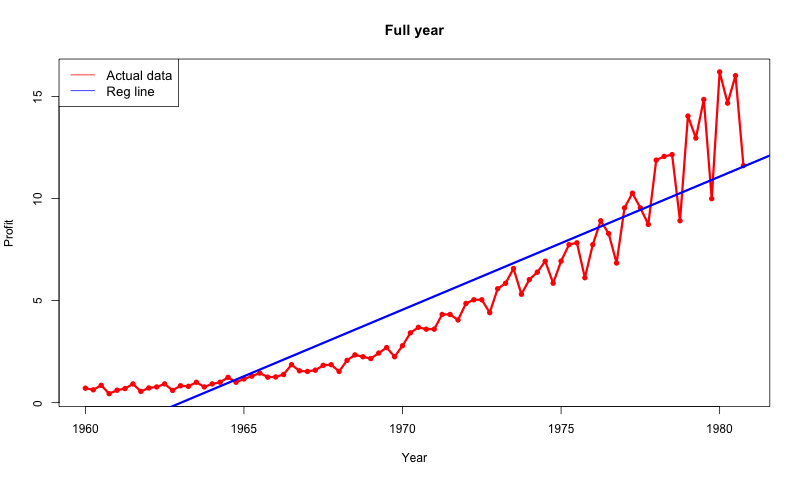 Full year
Actual data
Reg line
15
10
5
0
Profit
1960
1965
1970
1975
1980
Year